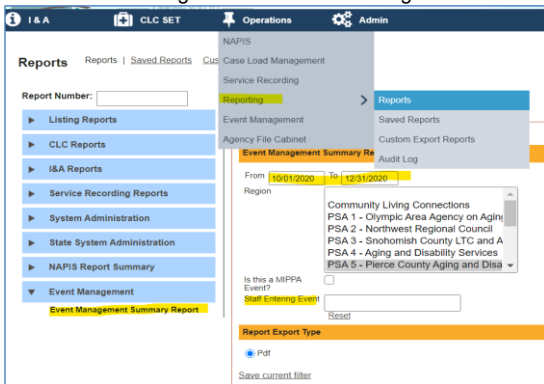 I & A
CLC SET
Operations
Admin
NAPIS
Case Load Management
Service Recording
Reporting
Event Management
Agency File Cabinet
Reports
Saved Reports
Custom Export Reports
Audit Log
Reports
Reports | Saved Reports Cus
Report Number:
Listing Reports
CLC Reports
I&A Reports
Service Recording Reports
System Administration
State System Administration
NAPIS Report Summary
Event Management
Event Management Summary Report
Event Management Summary Re
From 10/01/2020 To 12/31/2020
Region
Community Living Connections
PSA 1 - Olympic Area Agency on Aging
PSA 2 - Northwest Regional Council
PSA 3 - Snohomish County LTC and A
PSA 4 - Aging and Disability Services
PSA 5 - Pierce County Aging and Disa
Is this a MIPPA
Event?
Staff Entering Event
Reset
Report Export Type
Pdf
Save current filter